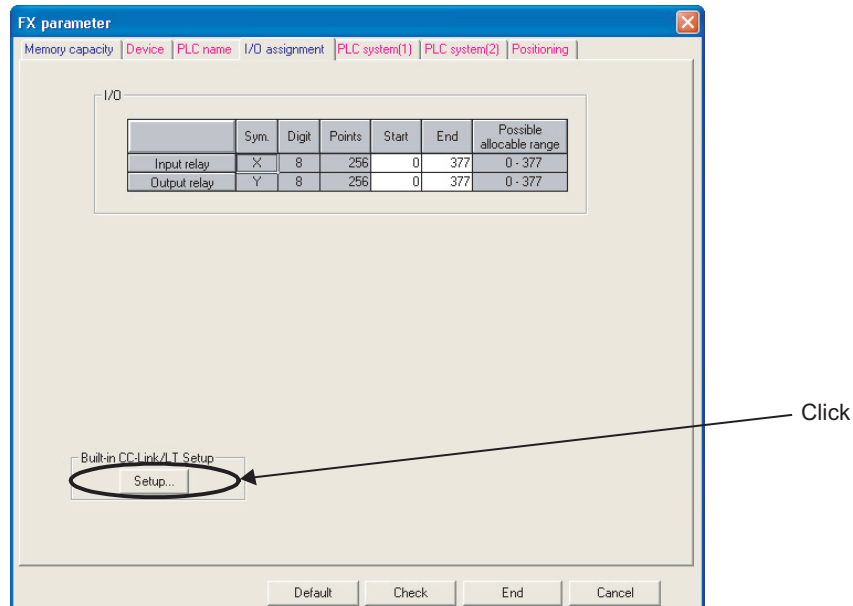 FX parameter
Memory capacity Device PLC name I/O assignment PLC system(1) PLC system(2) Positioning
I/O
Sym. Digit Points Start End Possible allocable range
Input relay X 8 256 0 377 0 - 377
Output relay Y 8 256 0 377 0 - 377
Click
Built-in CC-Link/LT Setup
Setup...
Default Check End Cancel